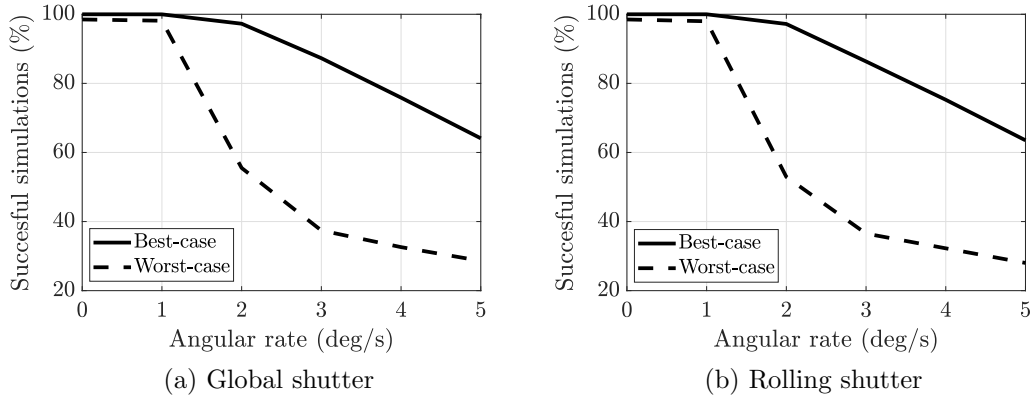 100
80
60
40
20
Succesful simulations (%)
Best-case
Worst-case
0 1 2 3 4 5
Angular rate (deg/s)
(a) Global shutter
100
80
60
40
20
Succesful simulations (%)
Best-case
Worst-case
0 1 2 3 4 5
Angular rate (deg/s)
(b) Rolling shutter